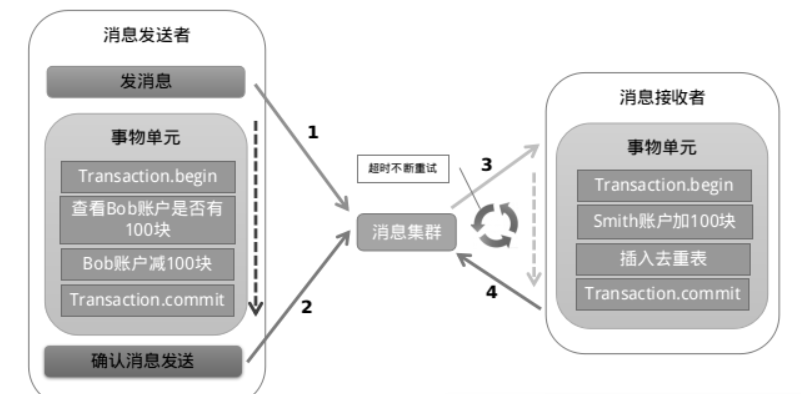 消息发送者
发消息
事物单元
Transaction.begin
查看Bob账户是否有
100块
Bob账户减100块
Transaction.commit
确认消息发送
1
2
超时不断重试
消息集群
3
4
消息接收者
事物单元
Transaction.begin
Smith账户加100块
插入去重表
Transaction.commit